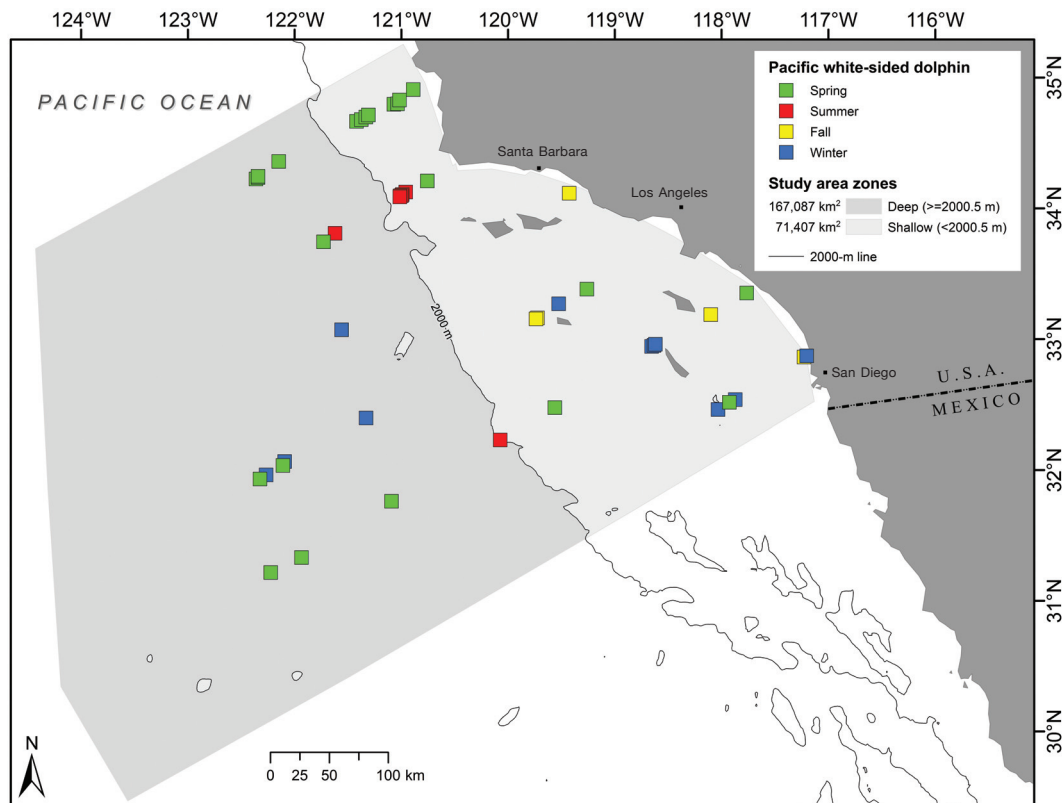 124°W 123°W 122°W 121°W 120°W 119°W 118°W 117°W 116°W
PACIFIC OCEAN
Pacific white-sided dolphin
Spring
Summer
Fall
Winter
Study area zones
167,087 km² Deep (>=2000.5 m)
71,407 km² Shallow (<2000.5 m)
2000-m line
35°N
34°N
33°N
32°N
31°N
30°N
Santa Barbara
Los Angeles
2000-m
San Diego
U.S.A.
MEXICO
N
0 25 50 100 km